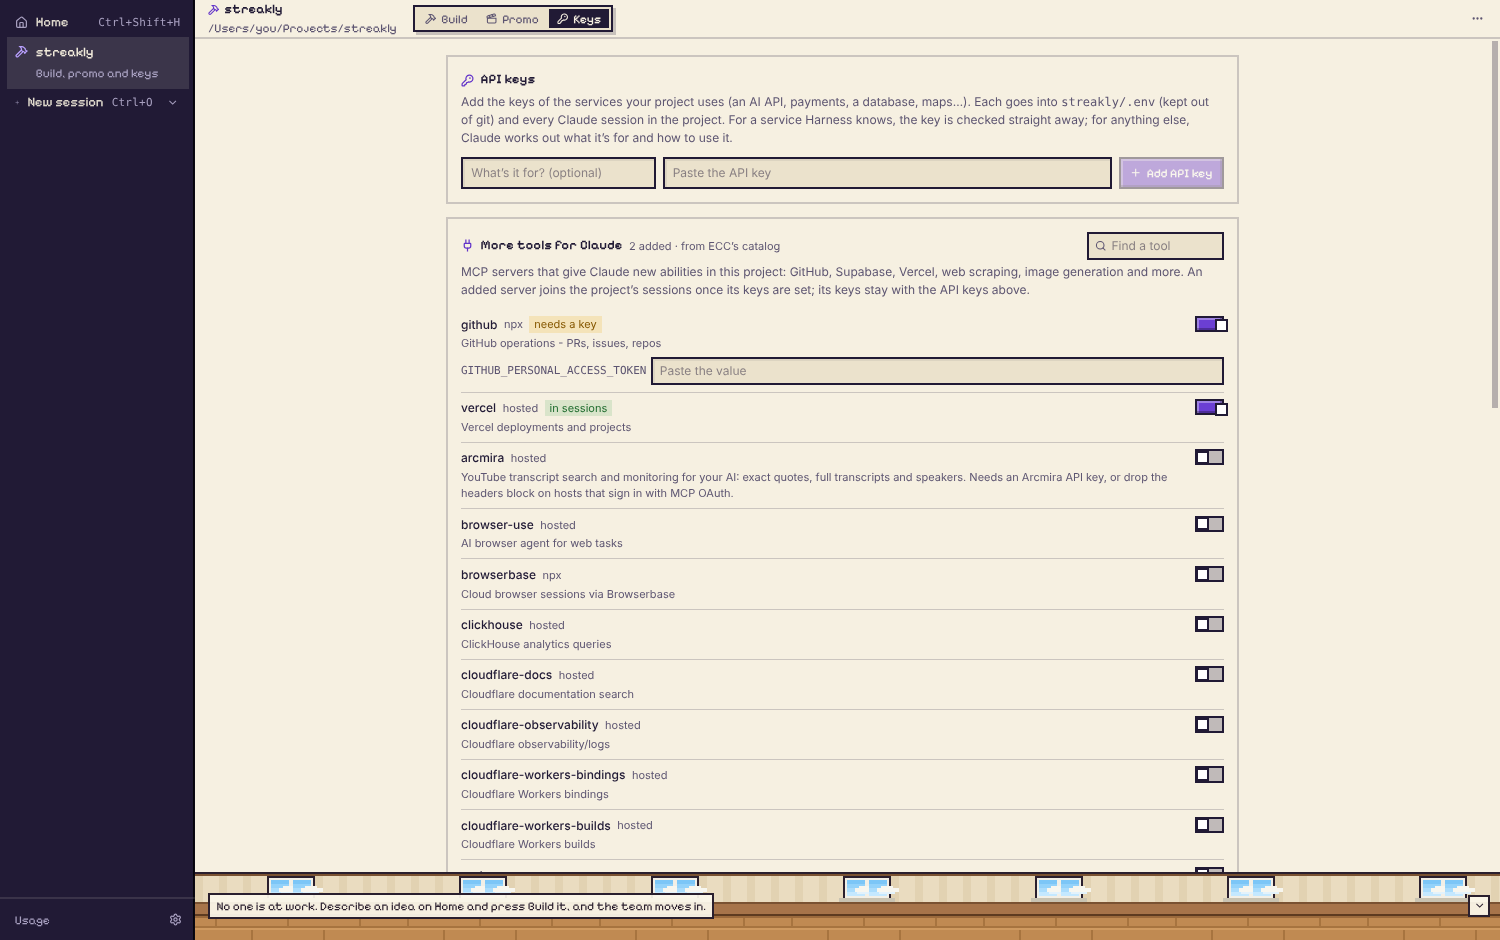 Home Ctrl+Shift+H
streakly
Build, promo and keys
New session Ctrl+O
Usage
streakly
/Users/you/Projects/streakly
Build Promo Keys
API keys
Add the keys of the services your project uses (an AI API, payments, a database, maps...). Each goes into streakly/.env (kept out
of git) and every Claude session in the project. For a service Harness knows, the key is checked straight away; for anything else,
Claude works out what it's for and how to use it.
What's it for? (optional) Paste the API key + Add API key
More tools for Claude 2 added · from ECC's catalog Find a tool
MCP servers that give Claude new abilities in this project: GitHub, Supabase, Vercel, web scraping, image generation and more. An
added server joins the project's sessions once its keys are set; its keys stay with the API keys above.
github npx needs a key
GitHub operations - PRs, issues, repos
GITHUB_PERSONAL_ACCESS_TOKEN Paste the value
vercel hosted in sessions
Vercel deployments and projects
arcmira hosted
YouTube transcript search and monitoring for your AI: exact quotes, full transcripts and speakers. Needs an Arcmira API key, or drop the
headers block on hosts that sign in with MCP OAuth.
browser-use hosted
AI browser agent for web tasks
browserbase npx
Cloud browser sessions via Browserbase
clickhouse hosted
ClickHouse analytics queries
cloudflare-docs hosted
Cloudflare documentation search
cloudflare-observability hosted
Cloudflare observability/logs
cloudflare-workers-bindings hosted
Cloudflare Workers bindings
cloudflare-workers-builds hosted
Cloudflare Workers builds
No one is at work. Describe an idea on Home and press Build it, and the team moves in.